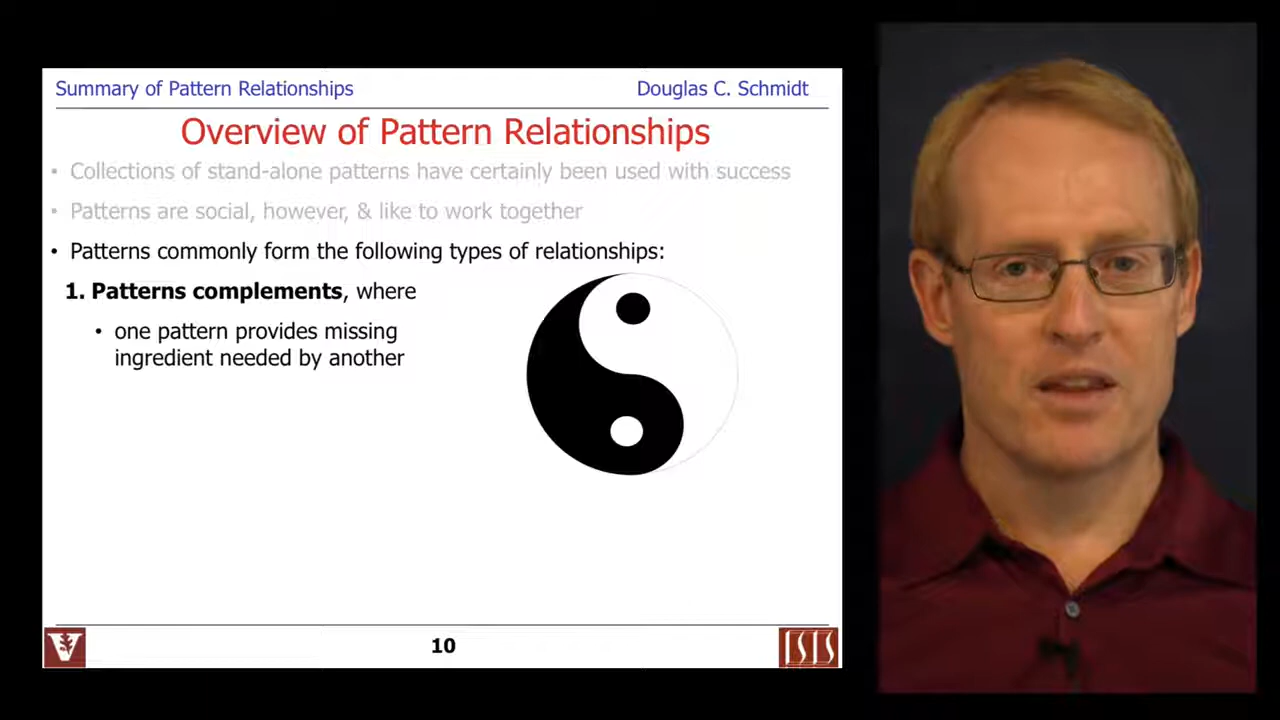 Summary of Pattern Relationships Douglas C. Schmidt
Overview of Pattern Relationships
• Collections of stand-alone patterns have certainly been used with success
• Patterns are social, however, & like to work together
• Patterns commonly form the following types of relationships:
1. Patterns complements, where
• one pattern provides missing
ingredient needed by another
V
10
ISIS